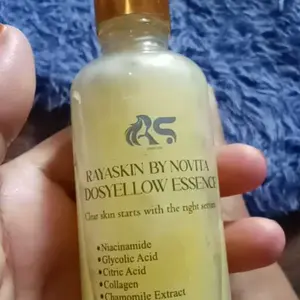 RS
RAYASKIN BY NOVITA
DOSYELLOW ESSENCE
Clear skin starts with the right serum
•Niacinamide
•Glycolic Acid
•Citric Acid
•Collagen
•Chamomile Extract